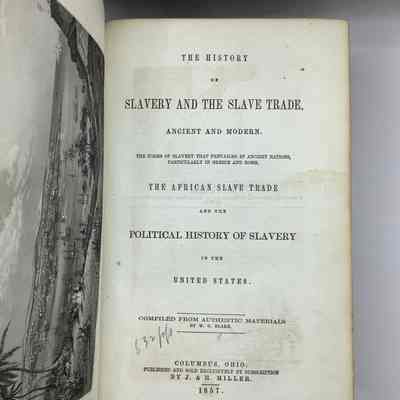 THE HISTORY
OF
SLAVERY AND THE SLAVE TRADE,
ANCIENT AND MODERN.
THE FORMS OF SLAVERY THAT PREVAILED IN ANCIENT NATIONS,
PARTICULARLY IN GREECE AND ROME.
THE AFRICAN SLAVE TRADE
AND THE
POLITICAL HISTORY OF SLAVERY
IN THE
UNITED STATES.
COMPILED FROM AUTHENTIC MATERIALS
BY W. O. BLAKE.
COLUMBUS, OHIO:
PUBLISHED AND SOLD EXCLUSIVELY BY SUBSCRIPTION
BY J. & H. MILLER.
1857.